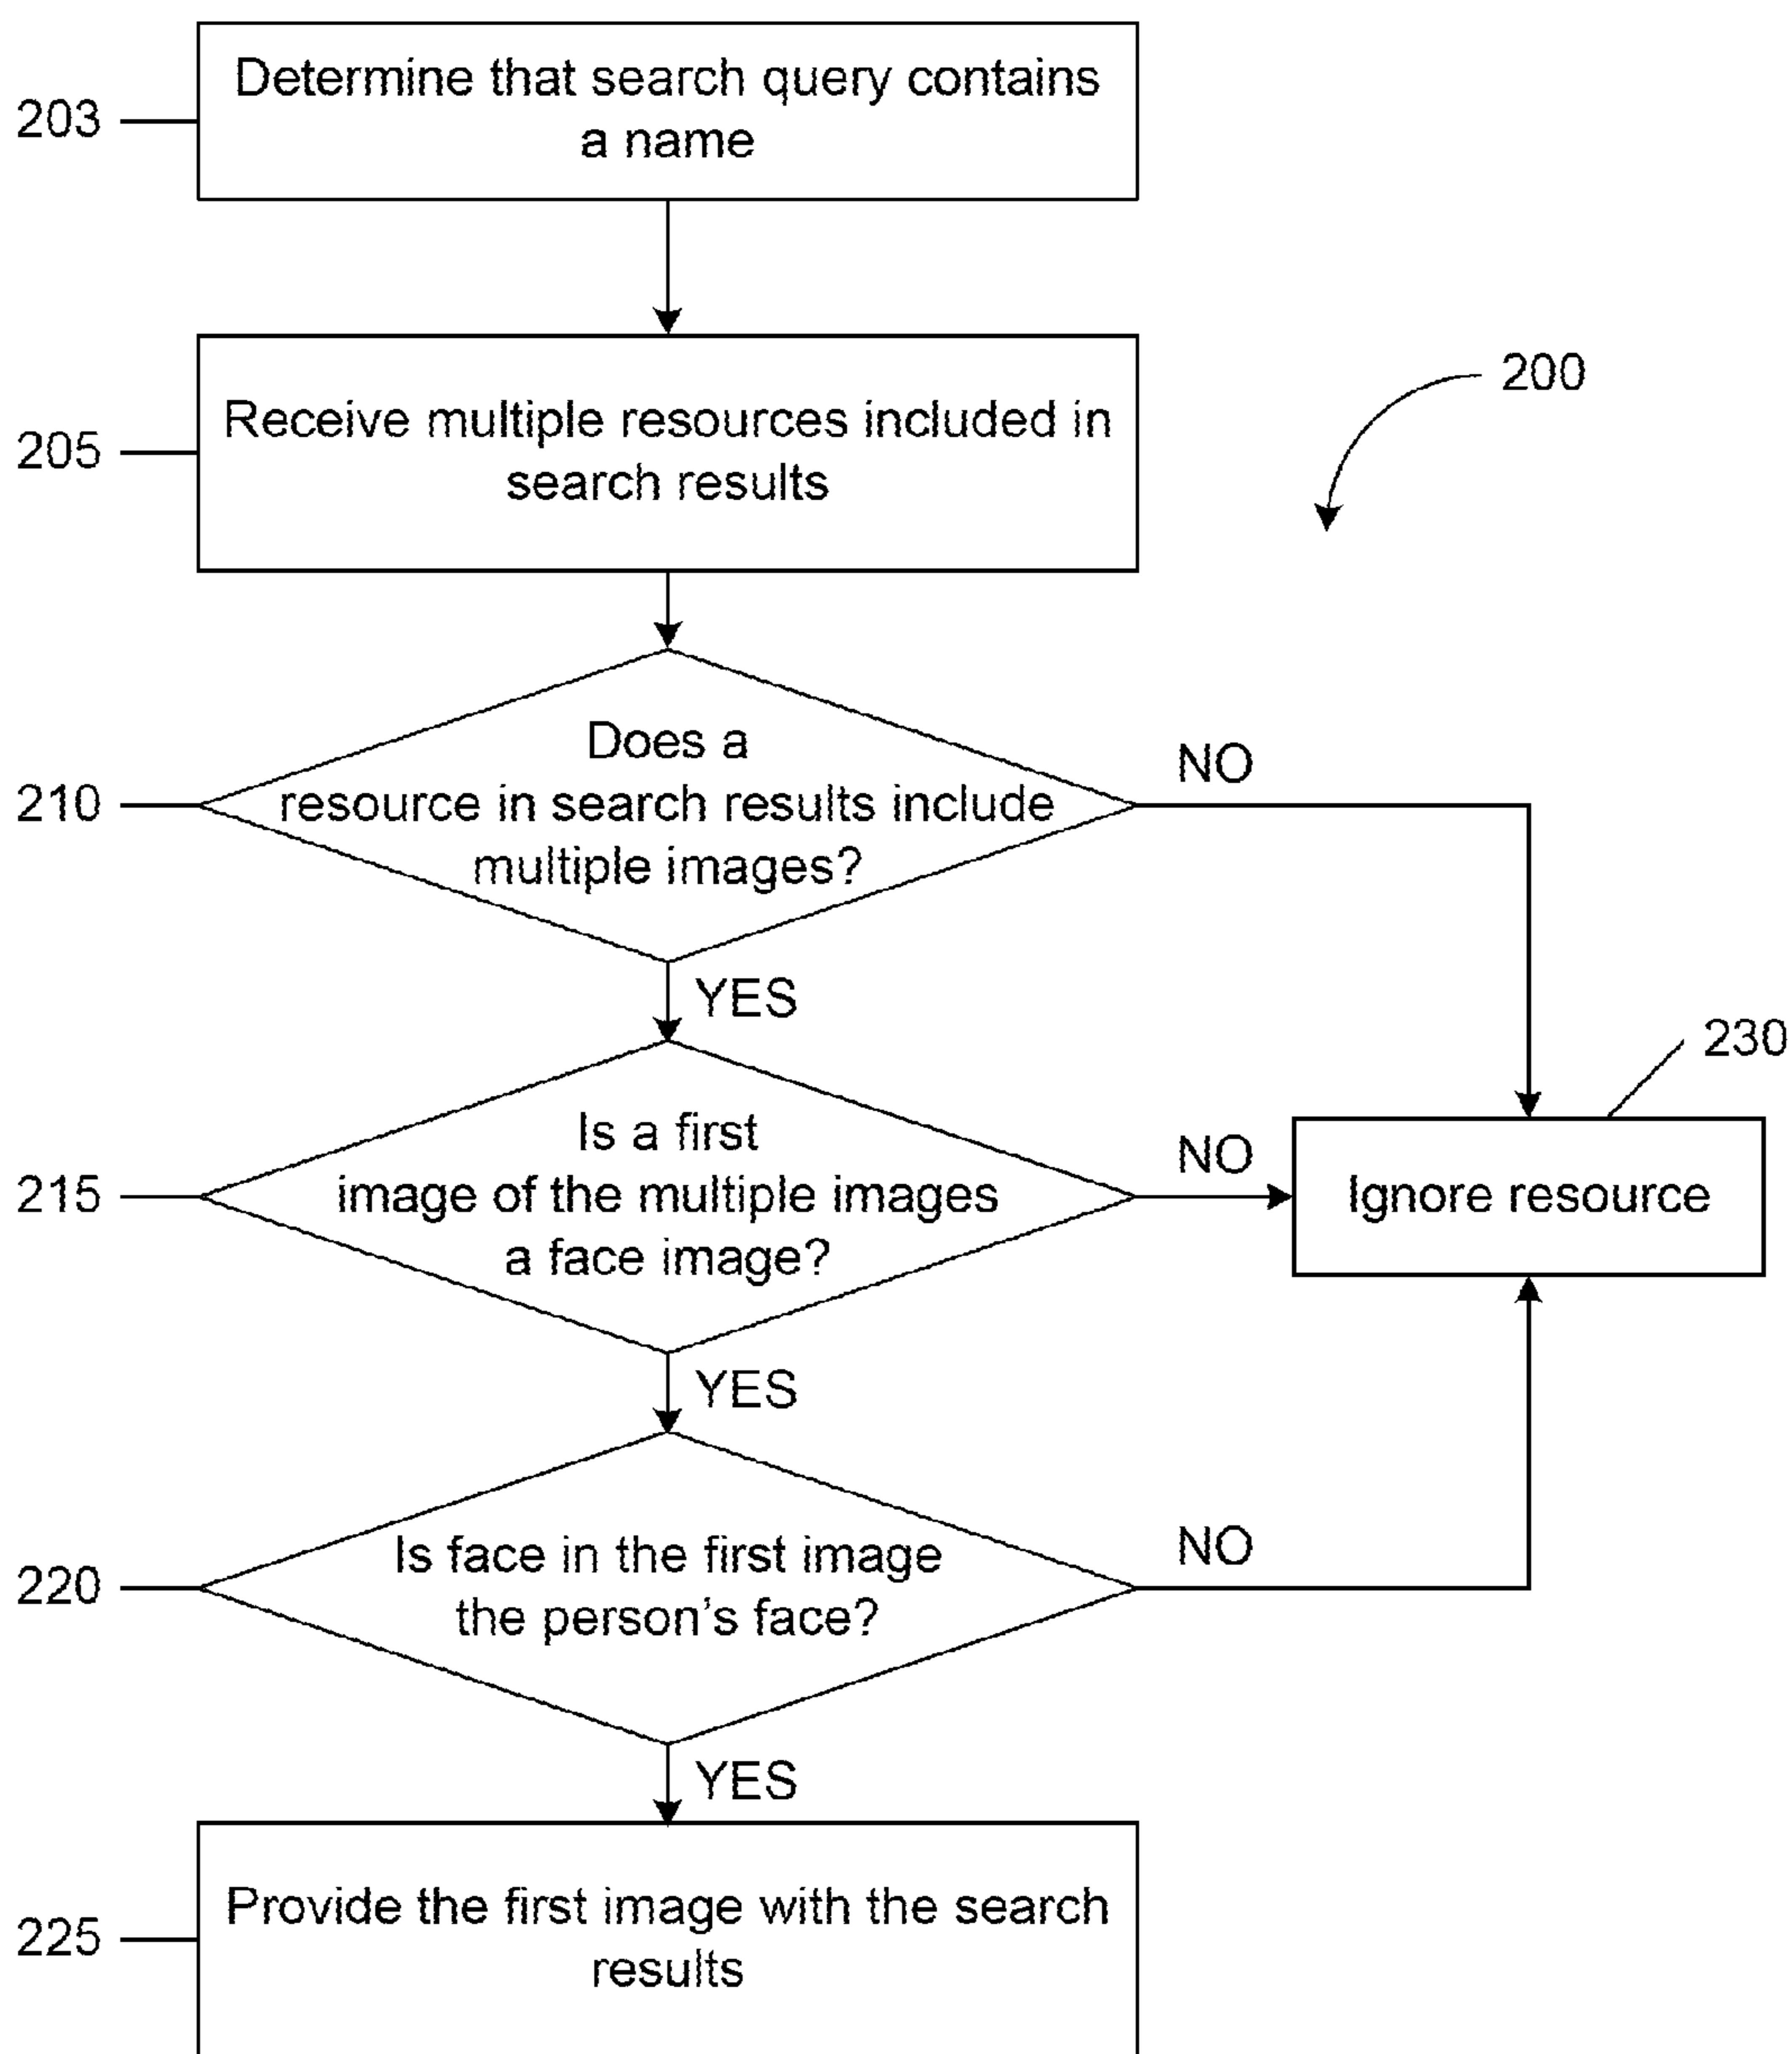 203
Determine that search query contains
a name
200
205
Receive multiple resources included in
search results
210
Does a
resource in search results include
multiple images?
NO
YES
230
215
Is a first
image of the multiple images
a face image?
NO
Ignore resource
YES
220
Is face in the first image
the person's face?
NO
YES
225
Provide the first image with the search
results